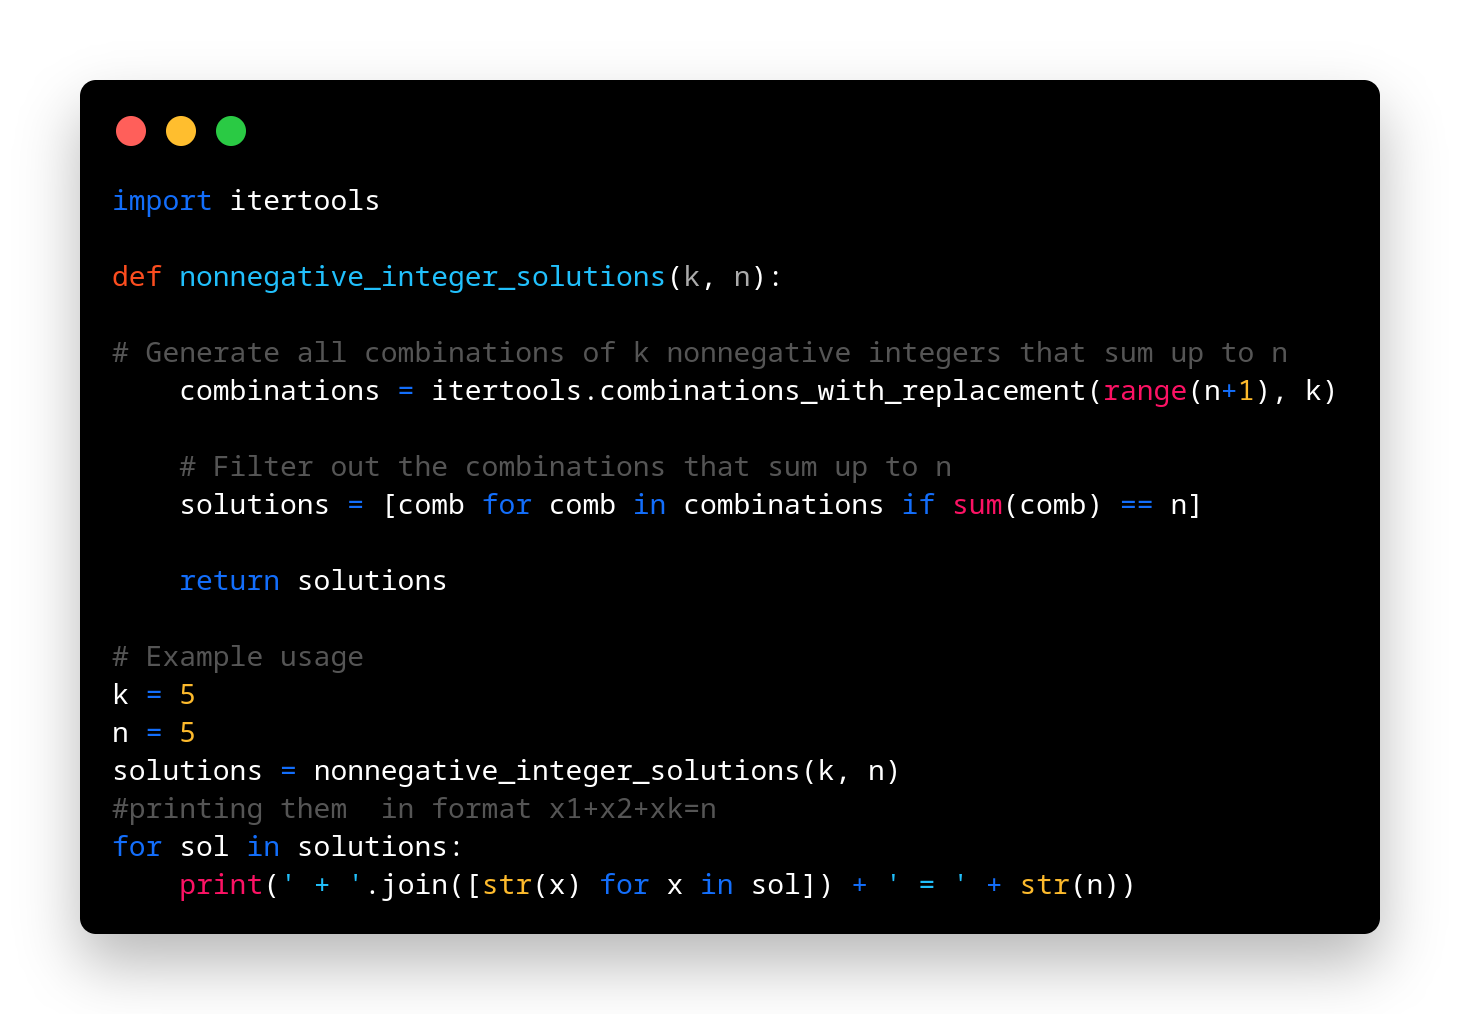 import itertools
def nonnegative_integer_solutions(k, n):
# Generate all combinations of k nonnegative integers that sum up to n
    combinations = itertools.combinations_with_replacement(range(n+1), k)
    # Filter out the combinations that sum up to n
    solutions = [comb for comb in combinations if sum(comb) == n]
    return solutions
# Example usage
k = 5
n = 5
solutions = nonnegative_integer_solutions(k, n)
#printing them  in format x1+x2+xk=n
for sol in solutions:
    print(' + '.join([str(x) for x in sol]) + ' = ' + str(n))